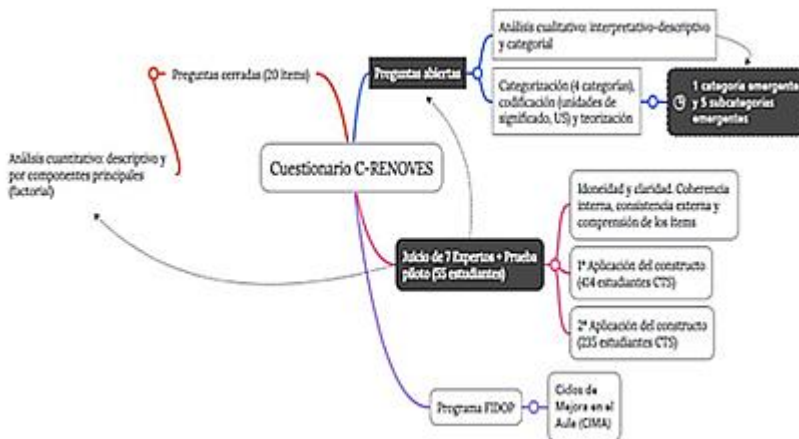 Análisis cualitativo: interpretativo-descriptivo
y categorial
Preguntas abiertas
Preguntas cerradas (20 ítems)
Categorización (4 categorías),
codificación (unidades de
significado, US) y teorización
1 categoría emergente
y 5 subcategorías
emergentes
Análisis cuantitativo: descriptivo y
por componentes principales
(factorial)
Cuestionario C-RENOVES
Idoneidad y claridad. Coherencia
interna, consistencia externa y
comprensión de los ítems
Juicio de 7 Expertos + Prueba
piloto (55 estudiantes)
1ª Aplicación del constructo
(414 estudiantes CTS)
2ª Aplicación del constructo
(235 estudiantes CTS)
Programa FIDOP
Ciclos de
Mejora en el
Aula (CIMA)